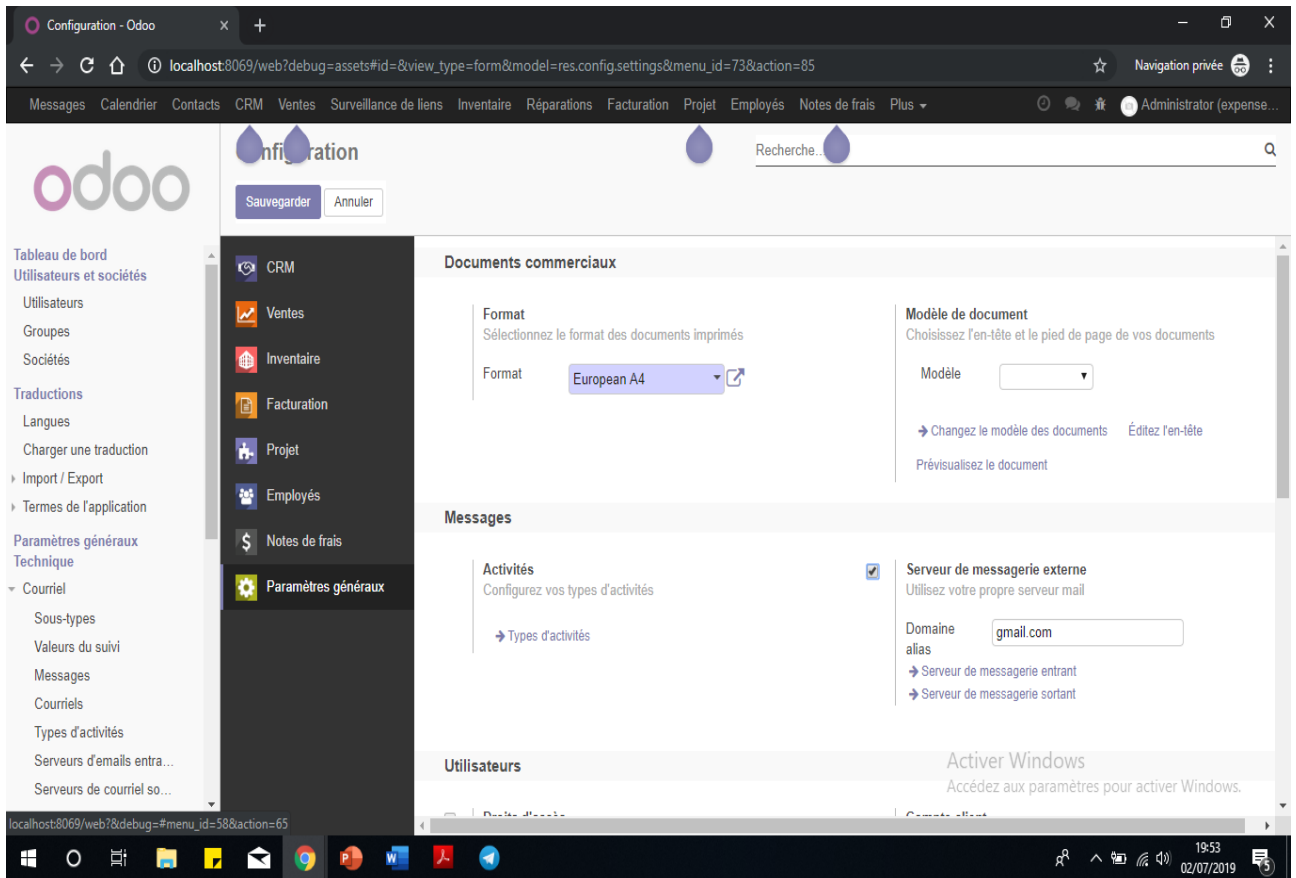 Configuration - Odoo
localhost:8069/web?debug=assets#id=&view_type=form&model=res.config.settings&menu_id=73&action=85
Navigation privée
Messages Calendrier Contacts CRM Ventes Surveillance de liens Inventaire Réparations Facturation Projet Employés Notes de frais Plus
Administrator (expense...
odoo
nfi ration
Recherche...
Sauvegarder
Annuler
Tableau de bord
Utilisateurs et sociétés
Utilisateurs
Groupes
Sociétés
Traductions
Langues
Charger une traduction
Import / Export
Termes de l'application
Paramètres généraux
Technique
Courriel
Sous-types
Valeurs du suivi
Messages
Courriels
Types d'activités
Serveurs d'emails entra...
Serveurs de courriel so...
CRM
Ventes
Inventaire
Facturation
Projet
Employés
Notes de frais
Paramètres généraux
Documents commerciaux
Format
Sélectionnez le format des documents imprimés
Format
European A4
Modèle de document
Choisissez l'en-tête et le pied de page de vos documents
Modèle
Changez le modèle des documents
Éditez l'en-tête
Prévisualisez le document
Messages
Activités
Configurez vos types d'activités
Types d'activités
Serveur de messagerie externe
Utilisez votre propre serveur mail
Domaine
alias
gmail.com
Serveur de messagerie entrant
Serveur de messagerie sortant
Utilisateurs
Droits d'accès
Compte client
Activer Windows
Accédez aux paramètres pour activer Windows.
localhost:8069/web?&debug=#menu_id=58&action=65
19:53
02/07/2019
5